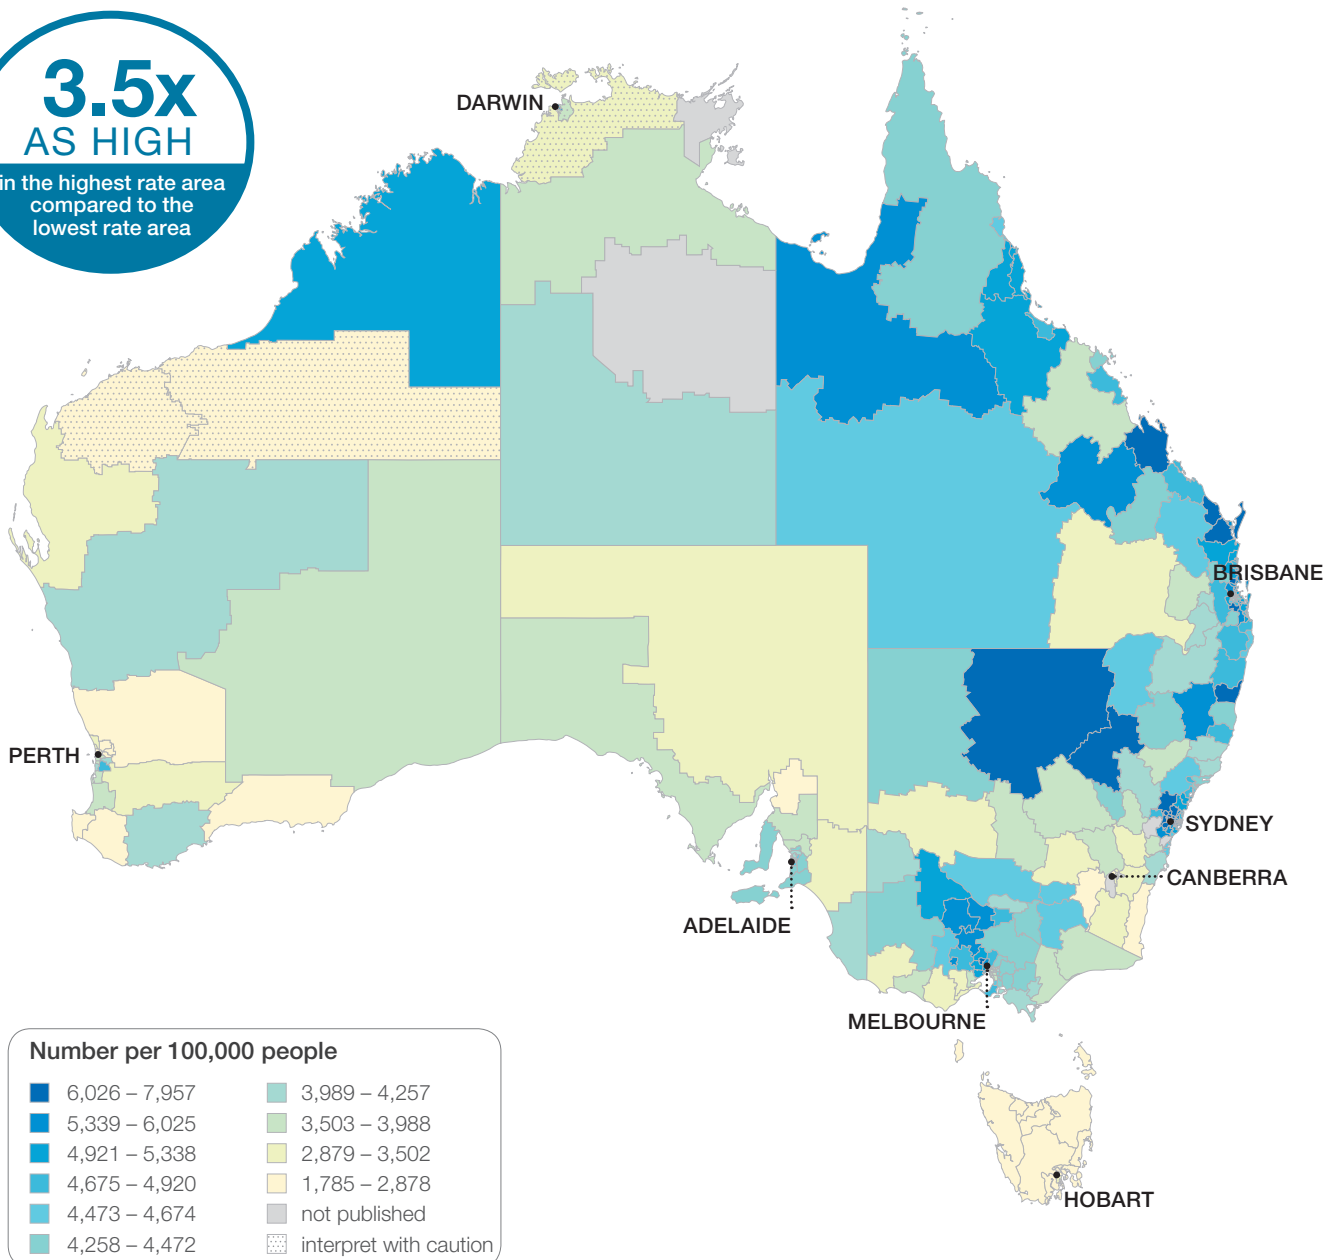 3.5x
AS HIGH
in the highest rate area
compared to the
lowest rate area
DARWIN
BRISBANE
PERTH
SYDNEY
CANBERRA
ADELAIDE
MELBOURNE
HOBART
Number per 100,000 people
6,026 – 7,957
5,339 – 6,025
4,921 – 5,338
4,675 – 4,920
4,473 – 4,674
4,258 – 4,472
3,989 – 4,257
3,503 – 3,988
2,879 – 3,502
1,785 – 2,878
not published
interpret with caution